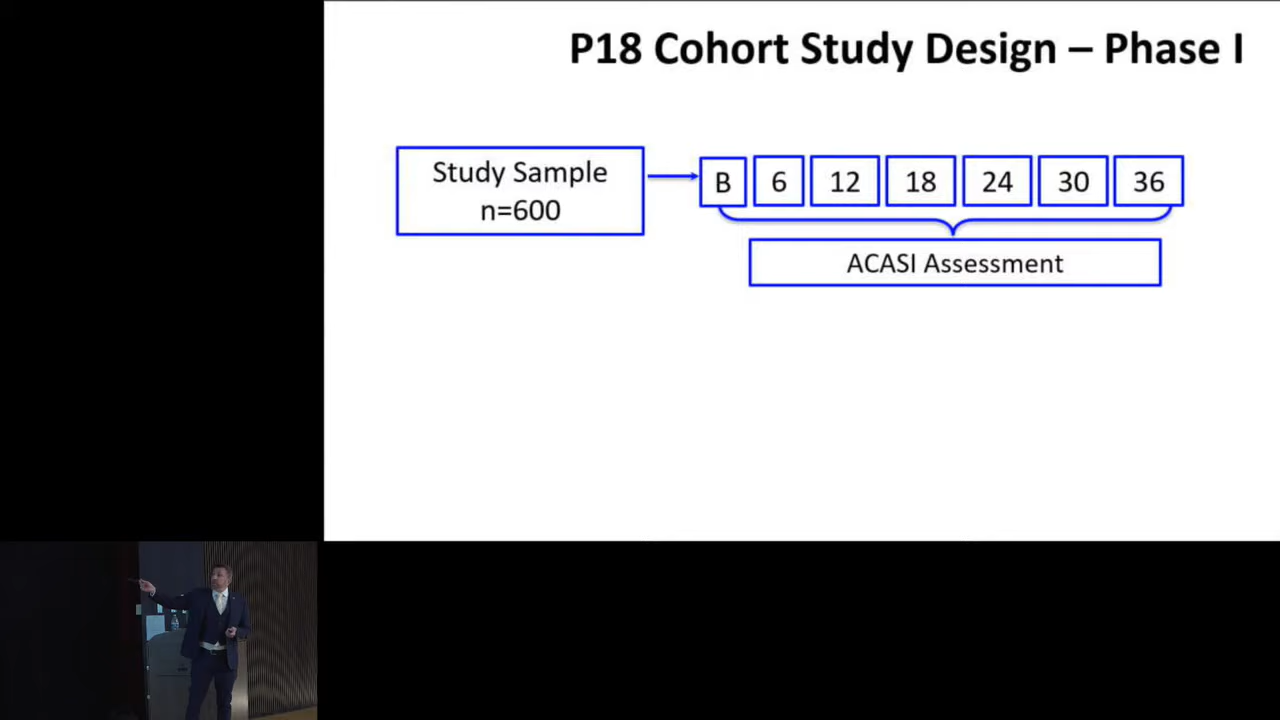 P18 Cohort Study Design – Phase I
Study Sample
n=600
B 6 12 18 24 30 36
ACASI Assessment